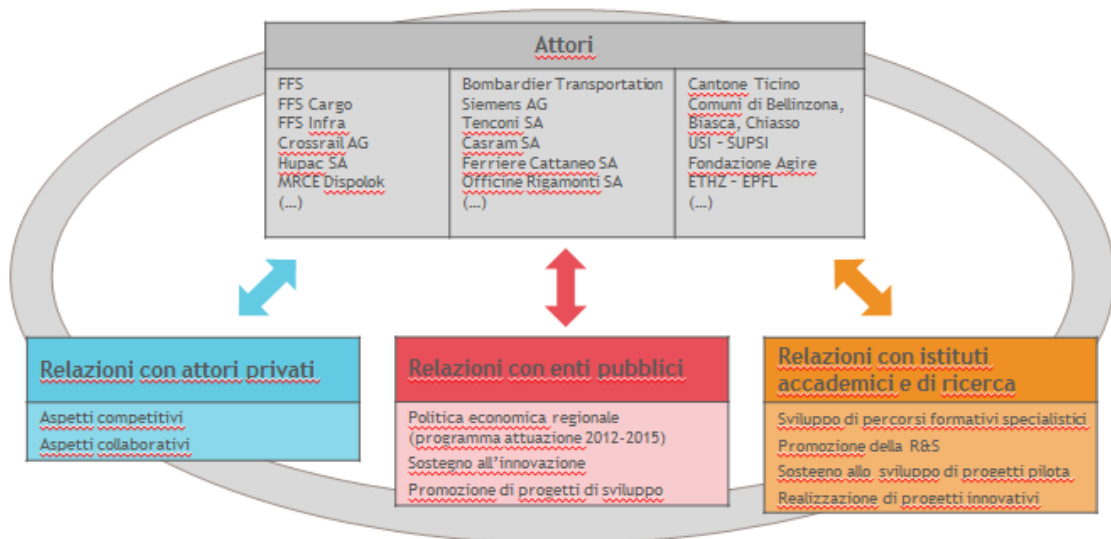 Attori
FFS
FFS Cargo
FFS Infra
Crossrail AG
Hupac SA
MRCE Dispolok
(...)
Bombardier Transportation
Siemens AG
Tenconi SA
Casram SA
Ferriere Cattaneo SA
Officine Rigamonti SA
(...)
Cantone Ticino
Comuni di Bellinzona,
Biasca, Chiasso
USI – SUPSI
Fondazione Agire
ETHZ – EPFL
(...)
Relazioni con attori privati
Aspetti competitivi
Aspetti collaborativi
Relazioni con enti pubblici
Politica economica regionale
(programma attuazione 2012-2015)
Sostegno all'innovazione
Promozione di progetti di sviluppo
Relazioni con istituti
accademici e di ricerca
Sviluppo di percorsi formativi specialistici
Promozione della R&S
Sostegno allo sviluppo di progetti pilota
Realizzazione di progetti innovativi